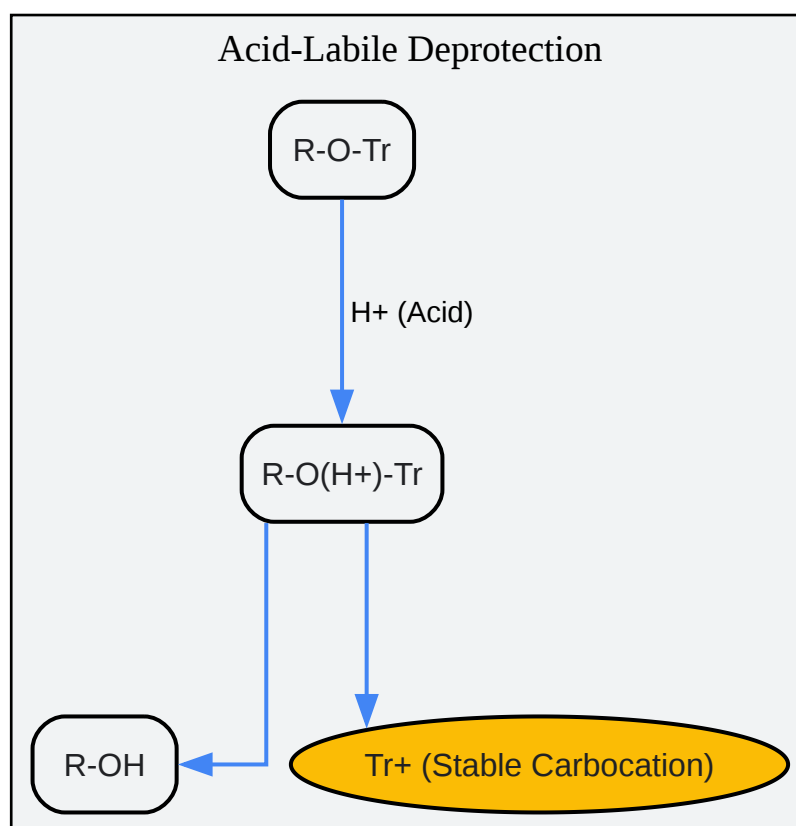 Acid-Labile Deprotection
R-O-Tr
H+ (Acid)
R-O(H+)-Tr
R-OH
Tr+ (Stable Carbocation)